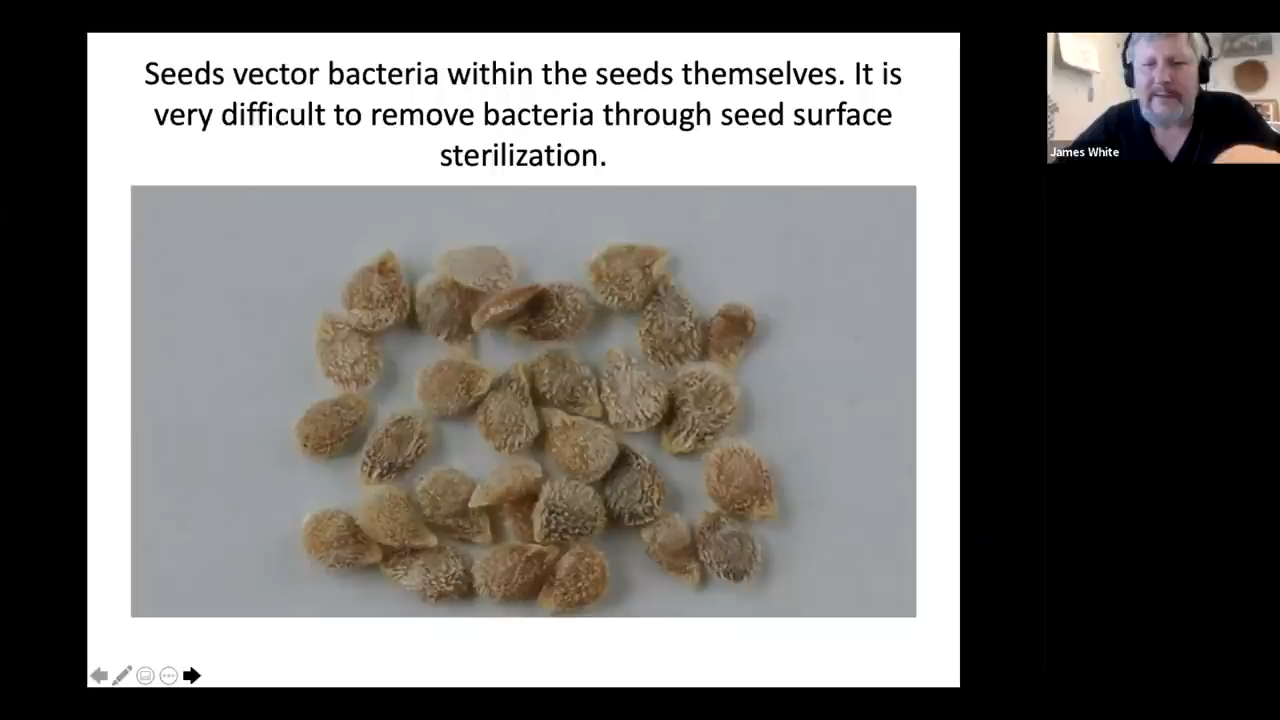 Seeds vector bacteria within the seeds themselves. It is
very difficult to remove bacteria through seed surface
sterilization.
James White